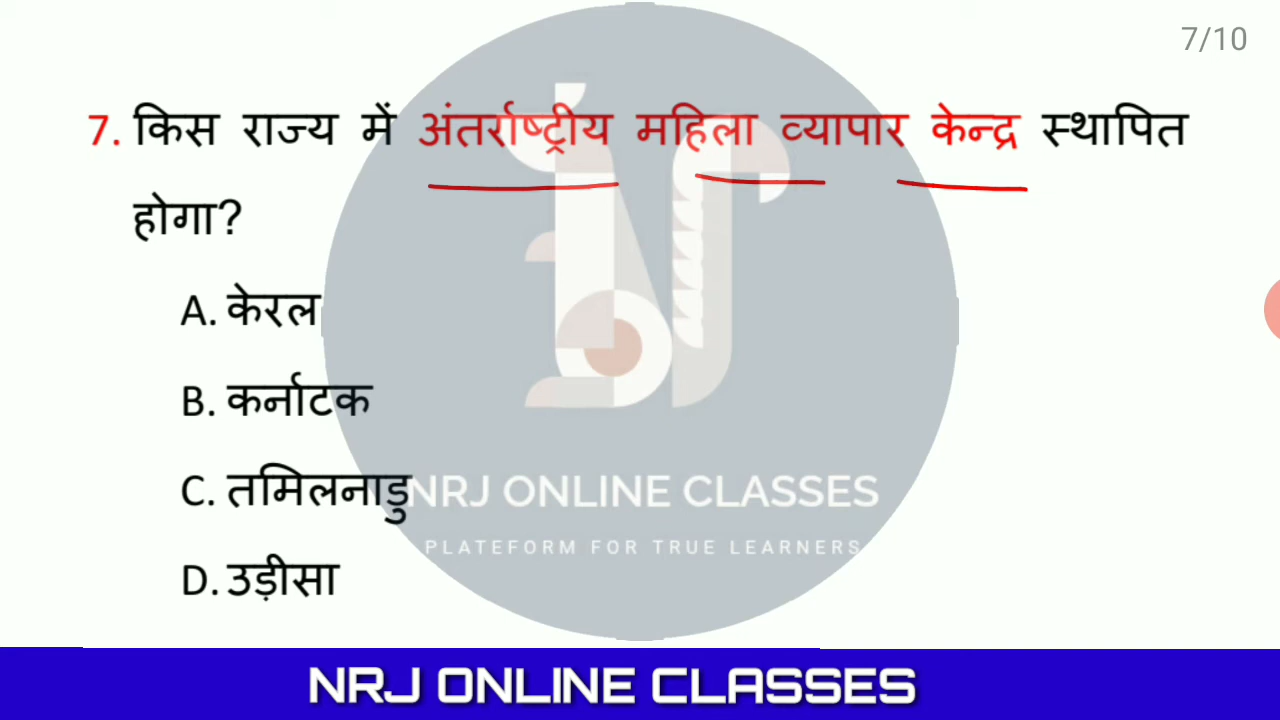 7/10
7. किस राज्य में अंतर्राष्ट्रीय महिला व्यापार केन्द्र स्थापित
होगा?
A. केरल
B. कर्नाटक
C. तमिलनाडु
D. उड़ीसा
NRJ ONLINE CLASSES
PLATEFORM FOR TRUE LEARNERS
NRJ ONLINE CLASSES